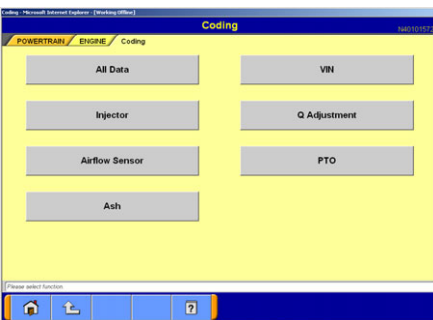 Coding - Microsoft Internet Explorer - [Working Offline]
Coding
POWERTRAIN ENGINE Coding
All Data VIN
Injector Q Adjustment
Airflow Sensor PTO
Ash
Please select function
?